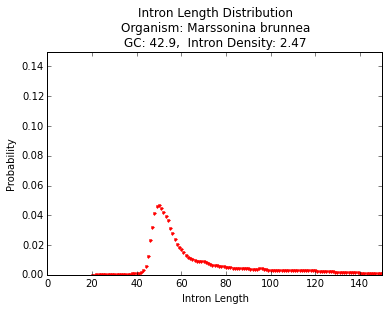 Intron Length Distribution
Organism: Marssonina brunnea
GC: 42.9,  Intron Density: 2.47
0.14
0.12
0.10
0.08
0.06
0.04
0.02
0.00
Probability
0 20 40 60 80 100 120 140
Intron Length